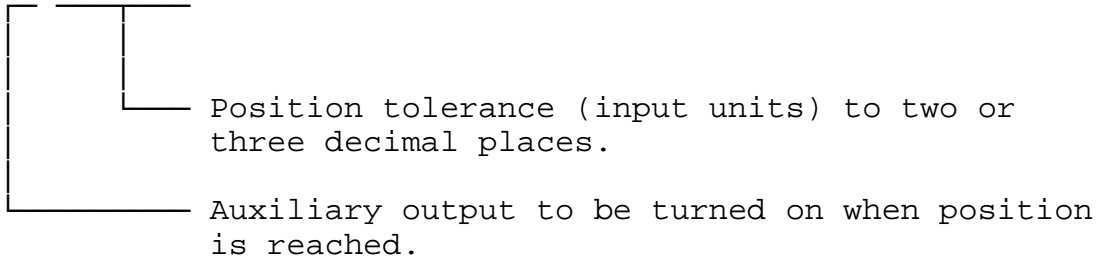 Position tolerance (input units) to two or
three decimal places.
Auxiliary output to be turned on when position
is reached.